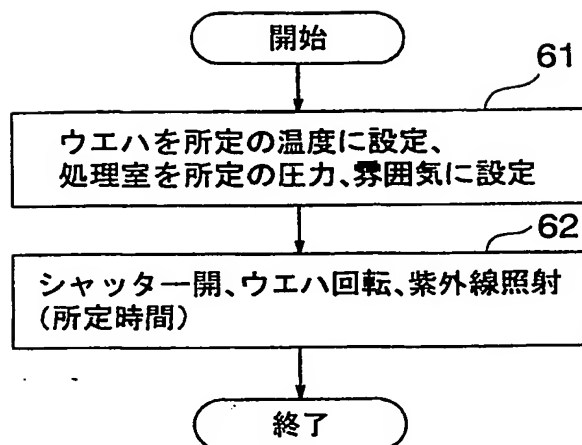 開始
61
ウエハを所定の温度に設定、
処理室を所定の圧力、雰囲気に設定
62
シャッター開、ウエハ回転、紫外線照射
(所定時間)
終了